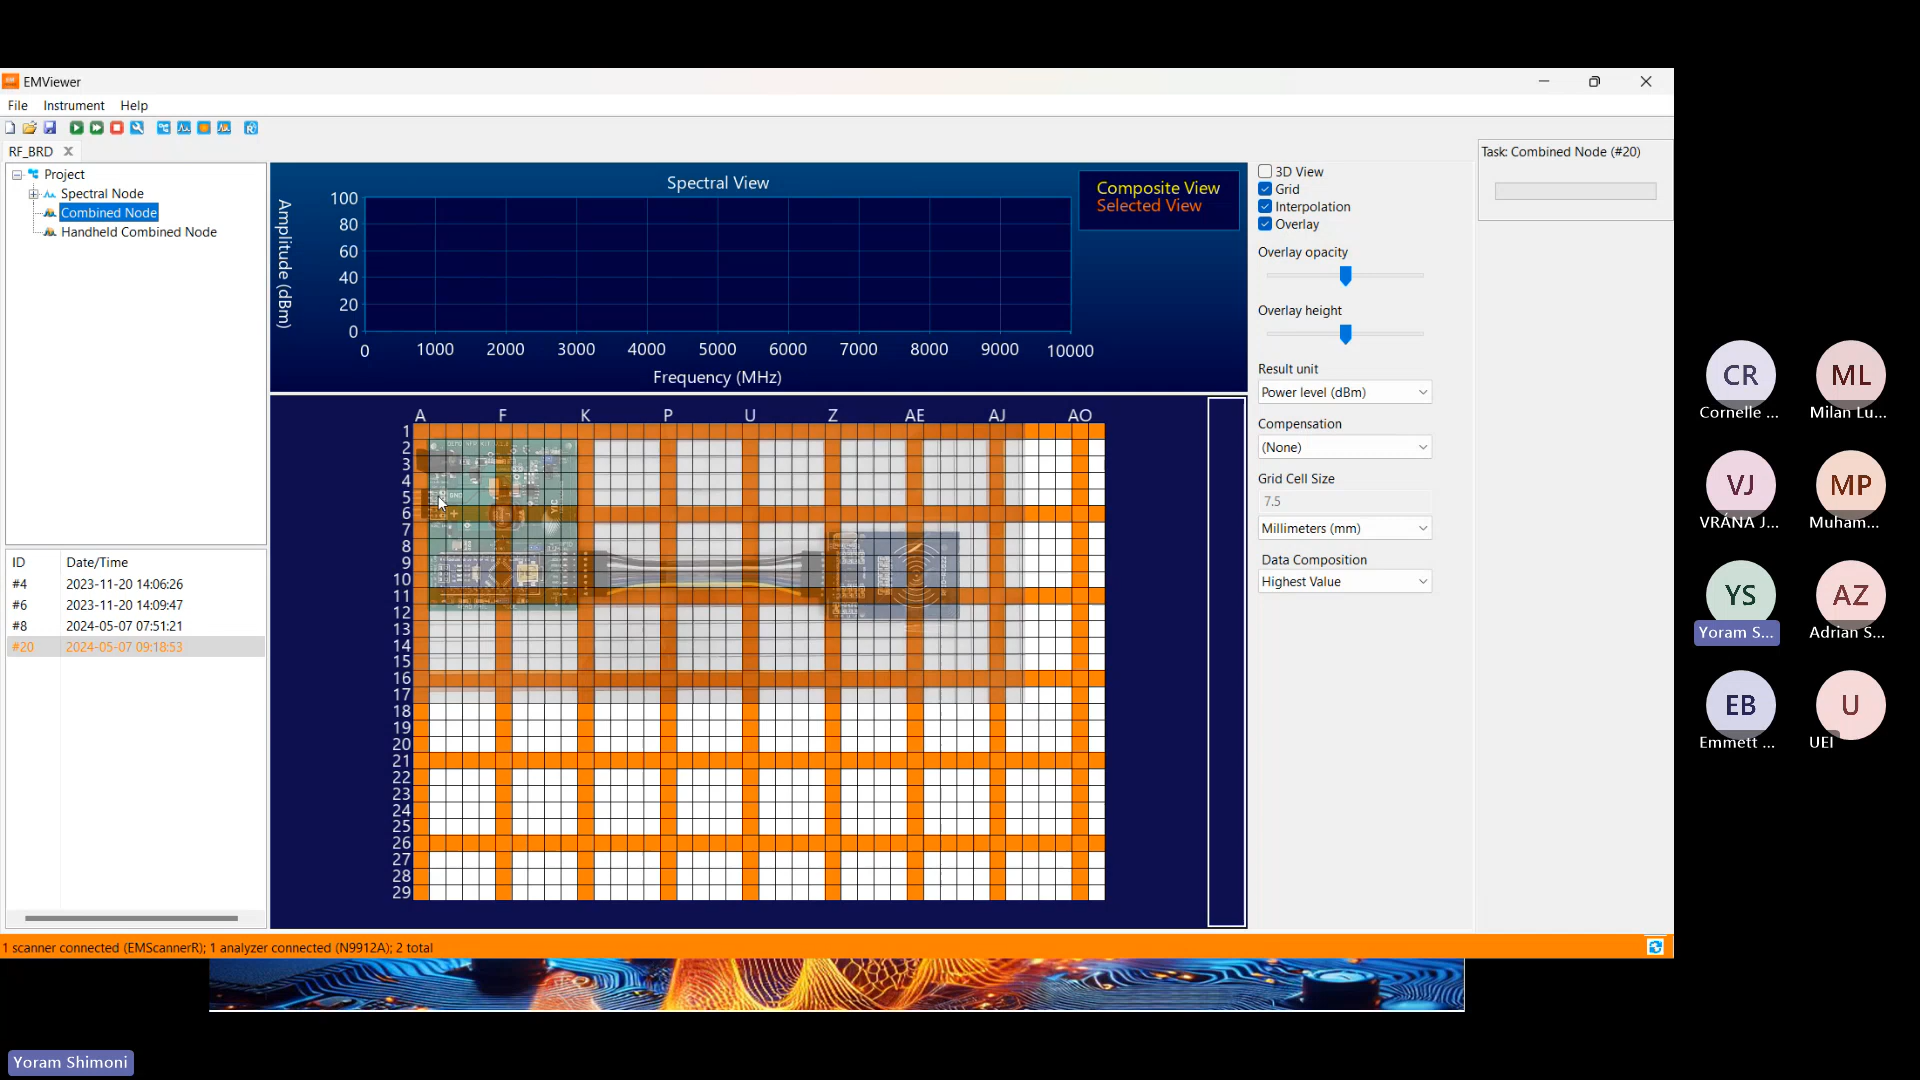 EMViewer
File Instrument Help
RF_BRD
Project
Spectral Node
Combined Node
Handheld Combined Node
ID Date/Time
#4 2023-11-20 14:06:26
#6 2023-11-20 14:09:47
#8 2024-05-07 07:51:21
#20 2024-05-07 09:18:53
Spectral View
Composite View
Selected View
Amplitude (dBm)
100
80
60
40
20
0
0 1000 2000 3000 4000 5000 6000 7000 8000 9000 10000
Frequency (MHz)
A F K P U Z AE AJ AO
1
2
3
4
5
6
7
8
9
10
11
12
13
14
15
16
17
18
19
20
21
22
23
24
25
26
27
28
29
GND
YIC
3D View
Grid
Interpolation
Overlay
Overlay opacity
Overlay height
Result unit
Power level (dBm)
Compensation
(None)
Grid Cell Size
7.5
Millimeters (mm)
Data Composition
Highest Value
Task: Combined Node (#20)
1 scanner connected (EMScannerR); 1 analyzer connected (N9912A); 2 total
CR ML
Cornelle ... Milan Lu...
VJ MP
VRÁNA J... Muham...
YS AZ
Yoram S... Adrian S...
EB U
Emmett ... UEI
Yoram Shimoni